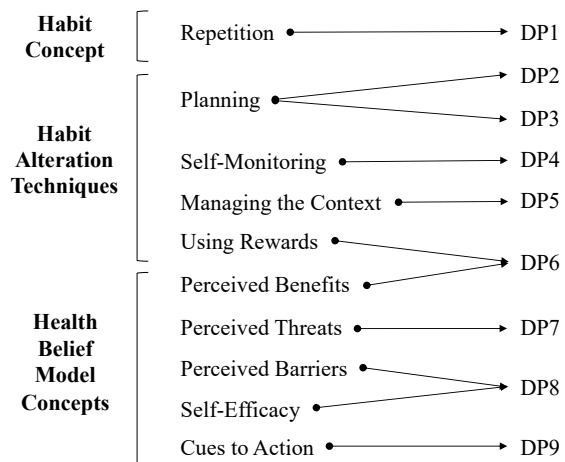 Habit
Concept
Repetition
DP1
Habit
Alteration
Techniques
Planning
DP2
DP3
Self-Monitoring
DP4
Managing the Context
DP5
Using Rewards
DP6
Health
Belief
Model
Concepts
Perceived Benefits
Perceived Threats
DP7
Perceived Barriers
DP8
Self-Efficacy
Cues to Action
DP9